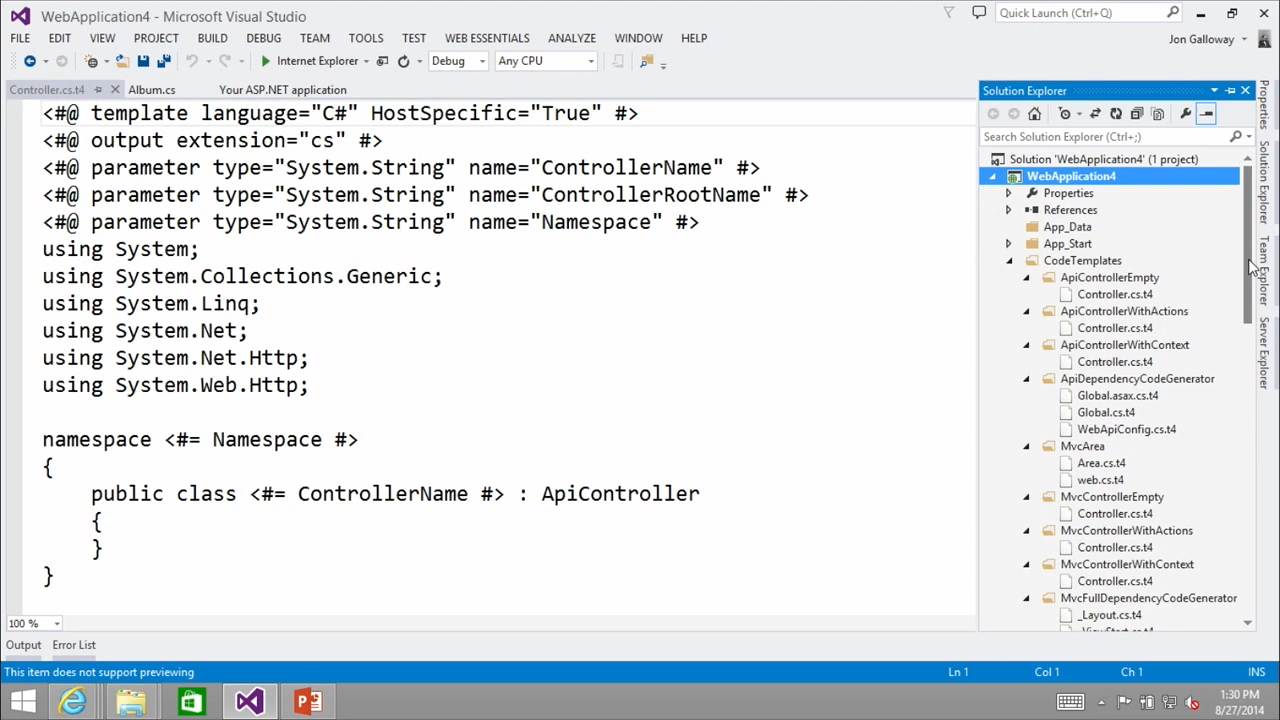 WebApplication4 - Microsoft Visual Studio
Quick Launch (Ctrl+Q)
FILE EDIT VIEW PROJECT BUILD DEBUG TEAM TOOLS TEST WEB ESSENTIALS ANALYZE WINDOW HELP
Jon Galloway
Internet Explorer Debug Any CPU
Controller.cs.t4 Album.cs Your ASP.NET application
<#@ template language="C#" HostSpecific="True" #>
<#@ output extension="cs" #>
<#@ parameter type="System.String" name="ControllerName" #>
<#@ parameter type="System.String" name="ControllerRootName" #>
<#@ parameter type="System.String" name="Namespace" #>
using System;
using System.Collections.Generic;
using System.Linq;
using System.Net;
using System.Net.Http;
using System.Web.Http;
namespace <#= Namespace #>
{
public class <#= ControllerName #> : ApiController
{
}
}
100 %
Solution Explorer
Search Solution Explorer (Ctrl+;)
Solution 'WebApplication4' (1 project)
WebApplication4
Properties
References
App_Data
App_Start
CodeTemplates
ApiControllerEmpty
Controller.cs.t4
ApiControllerWithActions
Controller.cs.t4
ApiControllerWithContext
Controller.cs.t4
ApiDependencyCodeGenerator
Global.asax.cs.t4
Global.cs.t4
WebApiConfig.cs.t4
MvcArea
Area.cs.t4
web.cs.t4
MvcControllerEmpty
Controller.cs.t4
MvcControllerWithActions
Controller.cs.t4
MvcControllerWithContext
Controller.cs.t4
MvcFullDependencyCodeGenerator
_Layout.cs.t4
_ViewStart.cs.t4
Properties
Solution Explorer
Team Explorer
Server Explorer
Output Error List
This item does not support previewing Ln 1 Col 1 Ch 1 INS
1:30 PM
8/27/2014